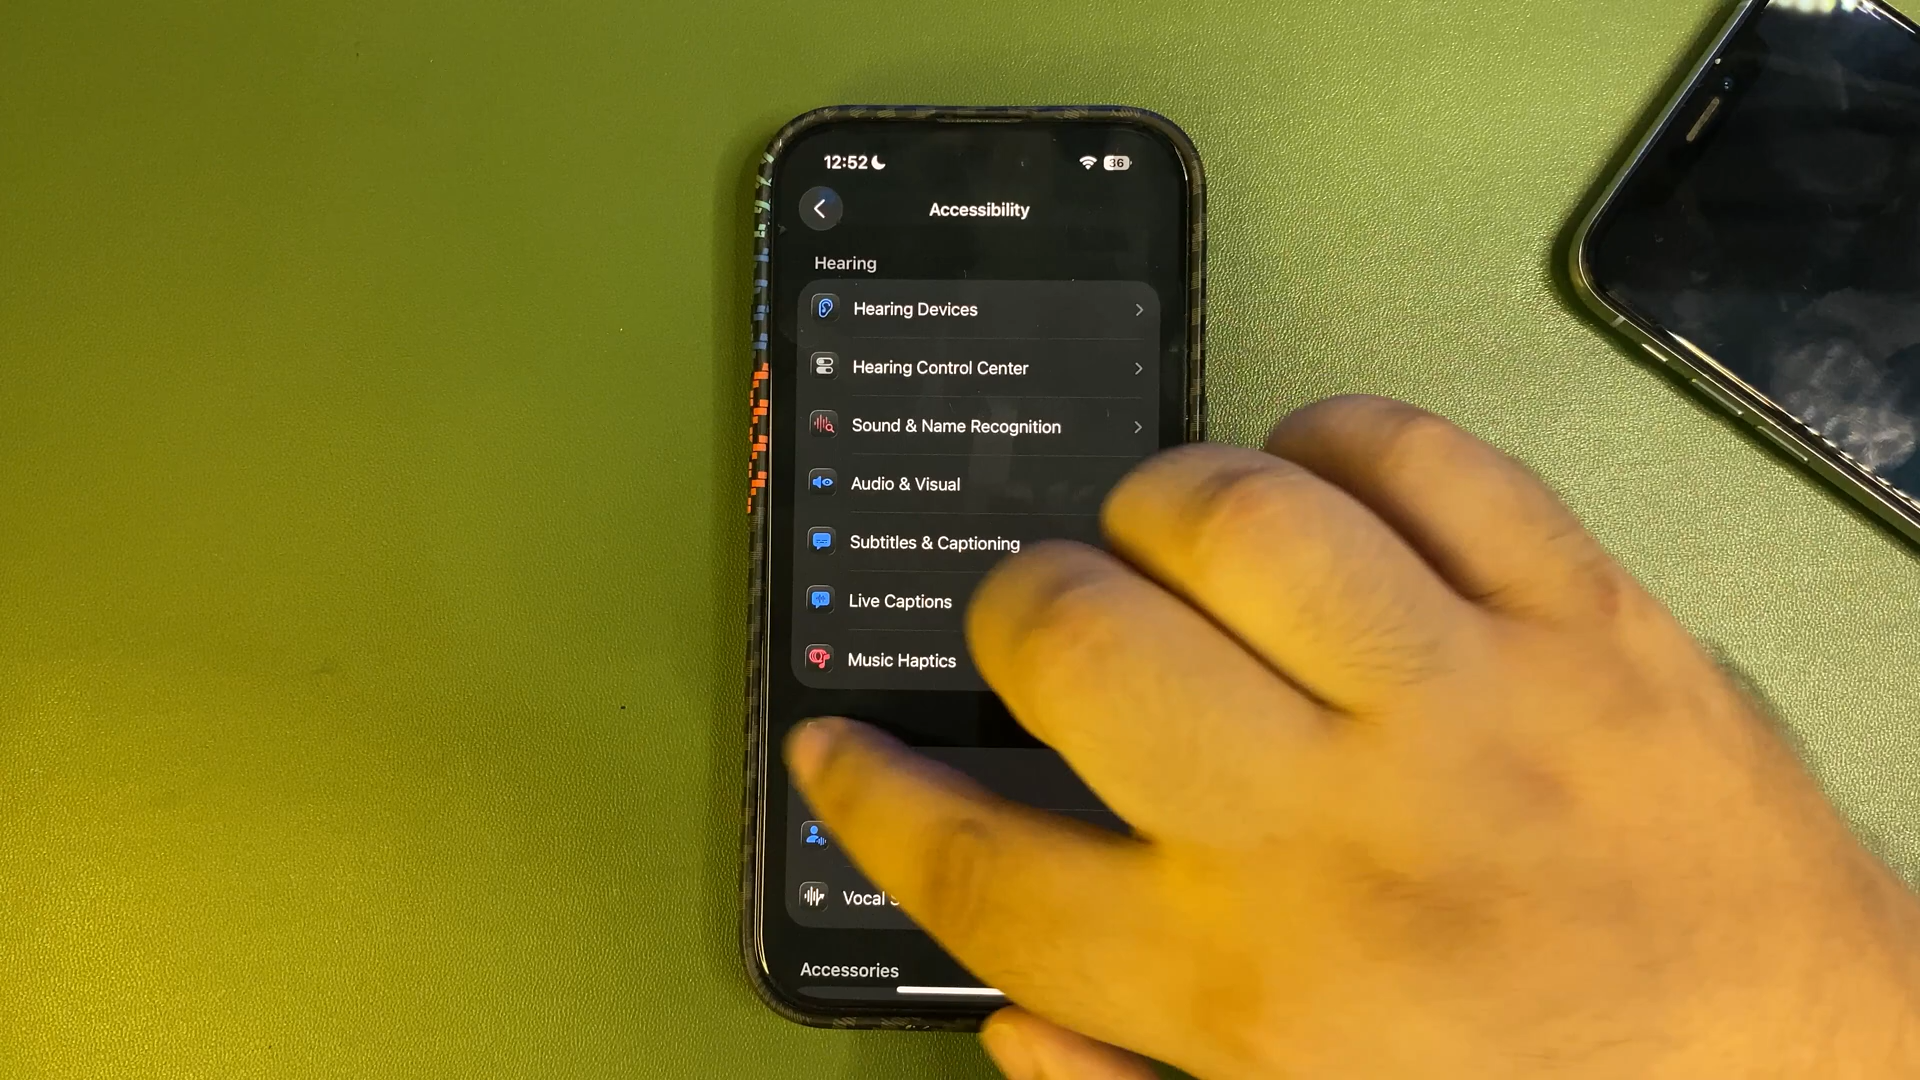 12:52
36
Accessibility
Hearing
Hearing Devices
Hearing Control Center
Sound & Name Recognition
Audio & Visual
Subtitles & Captioning
Live Captions
Music Haptics
Vocal
Accessories